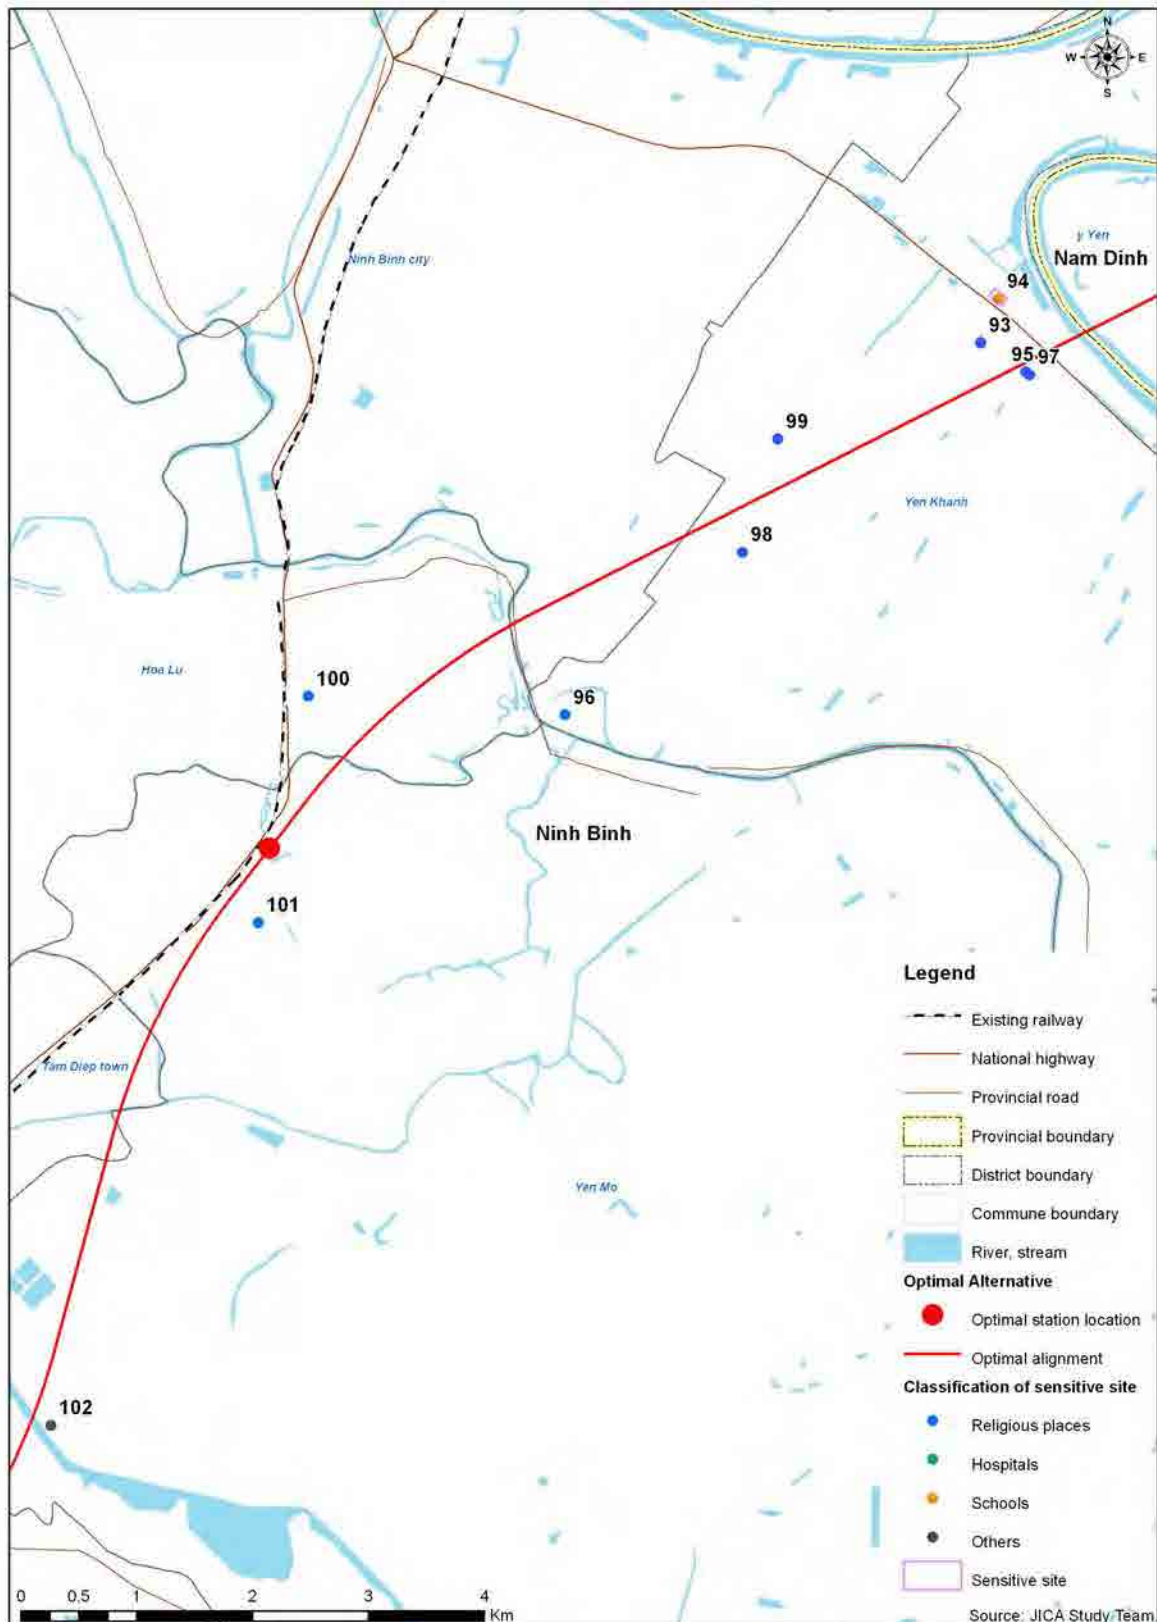 N
W E
S
Ninh Binh city
Yen
Nam Dinh
94
93
95 97
99
Yen Khanh
98
Hoa Lu
100
96
Ninh Binh
101
Tam Diep town
Yen Mo
102
Legend
Existing railway
National highway
Provincial road
Provincial boundary
District boundary
Commune boundary
River, stream
Optimal Alternative
Optimal station location
Optimal alignment
Classification of sensitive site
Religious places
Hospitals
Schools
Others
Sensitive site
0 0.5 1 2 3 4
Km
Source: JICA Study Team